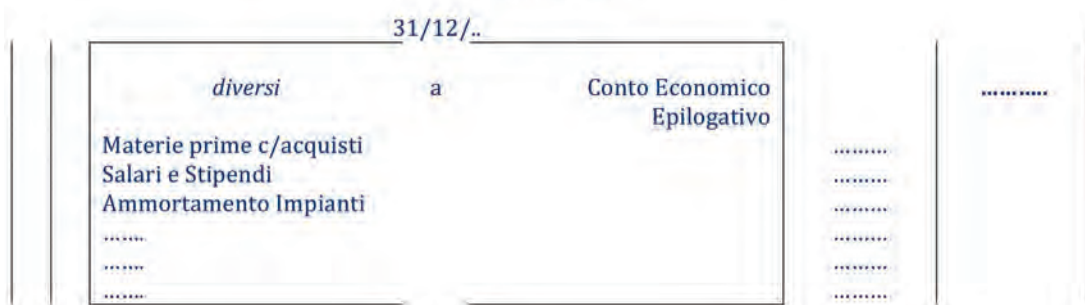 31/12/..
diversi a Conto Economico
Epilogativo
...........
Materie prime c/acquisti .........
Salari e Stipendi .........
Ammortamento Impianti .........
....... .........
....... .........
....... .........